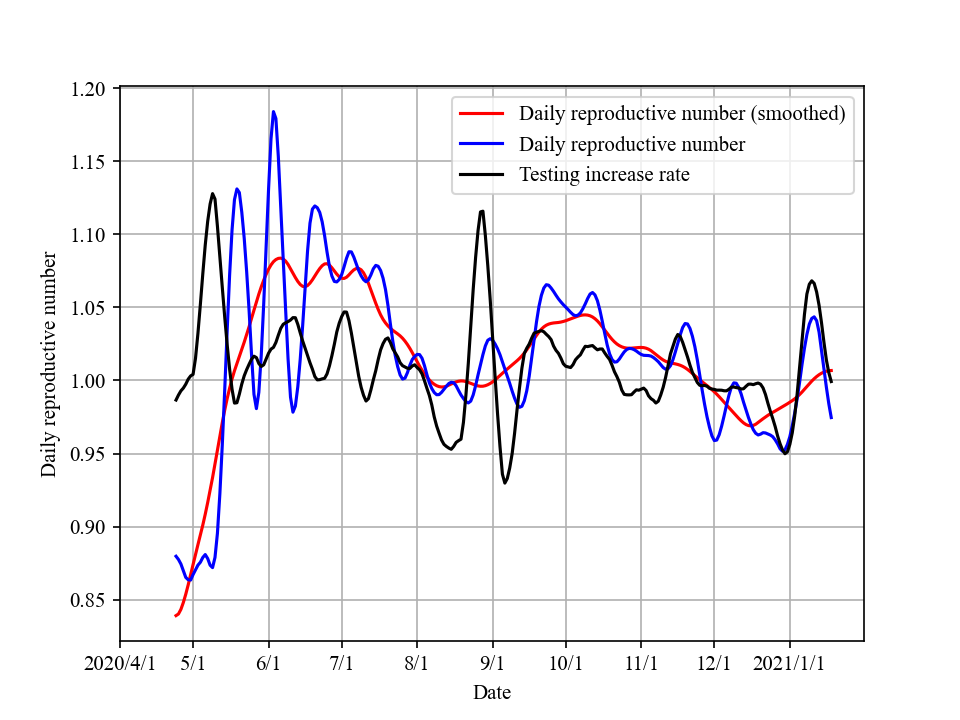 1.20
1.15
1.10
1.05
1.00
0.95
0.90
0.85
Daily reproductive number
Daily reproductive number (smoothed)
Daily reproductive number
Testing increase rate
2020/4/1 5/1 6/1 7/1 8/1 9/1 10/1 11/1 12/1 2021/1/1
Date